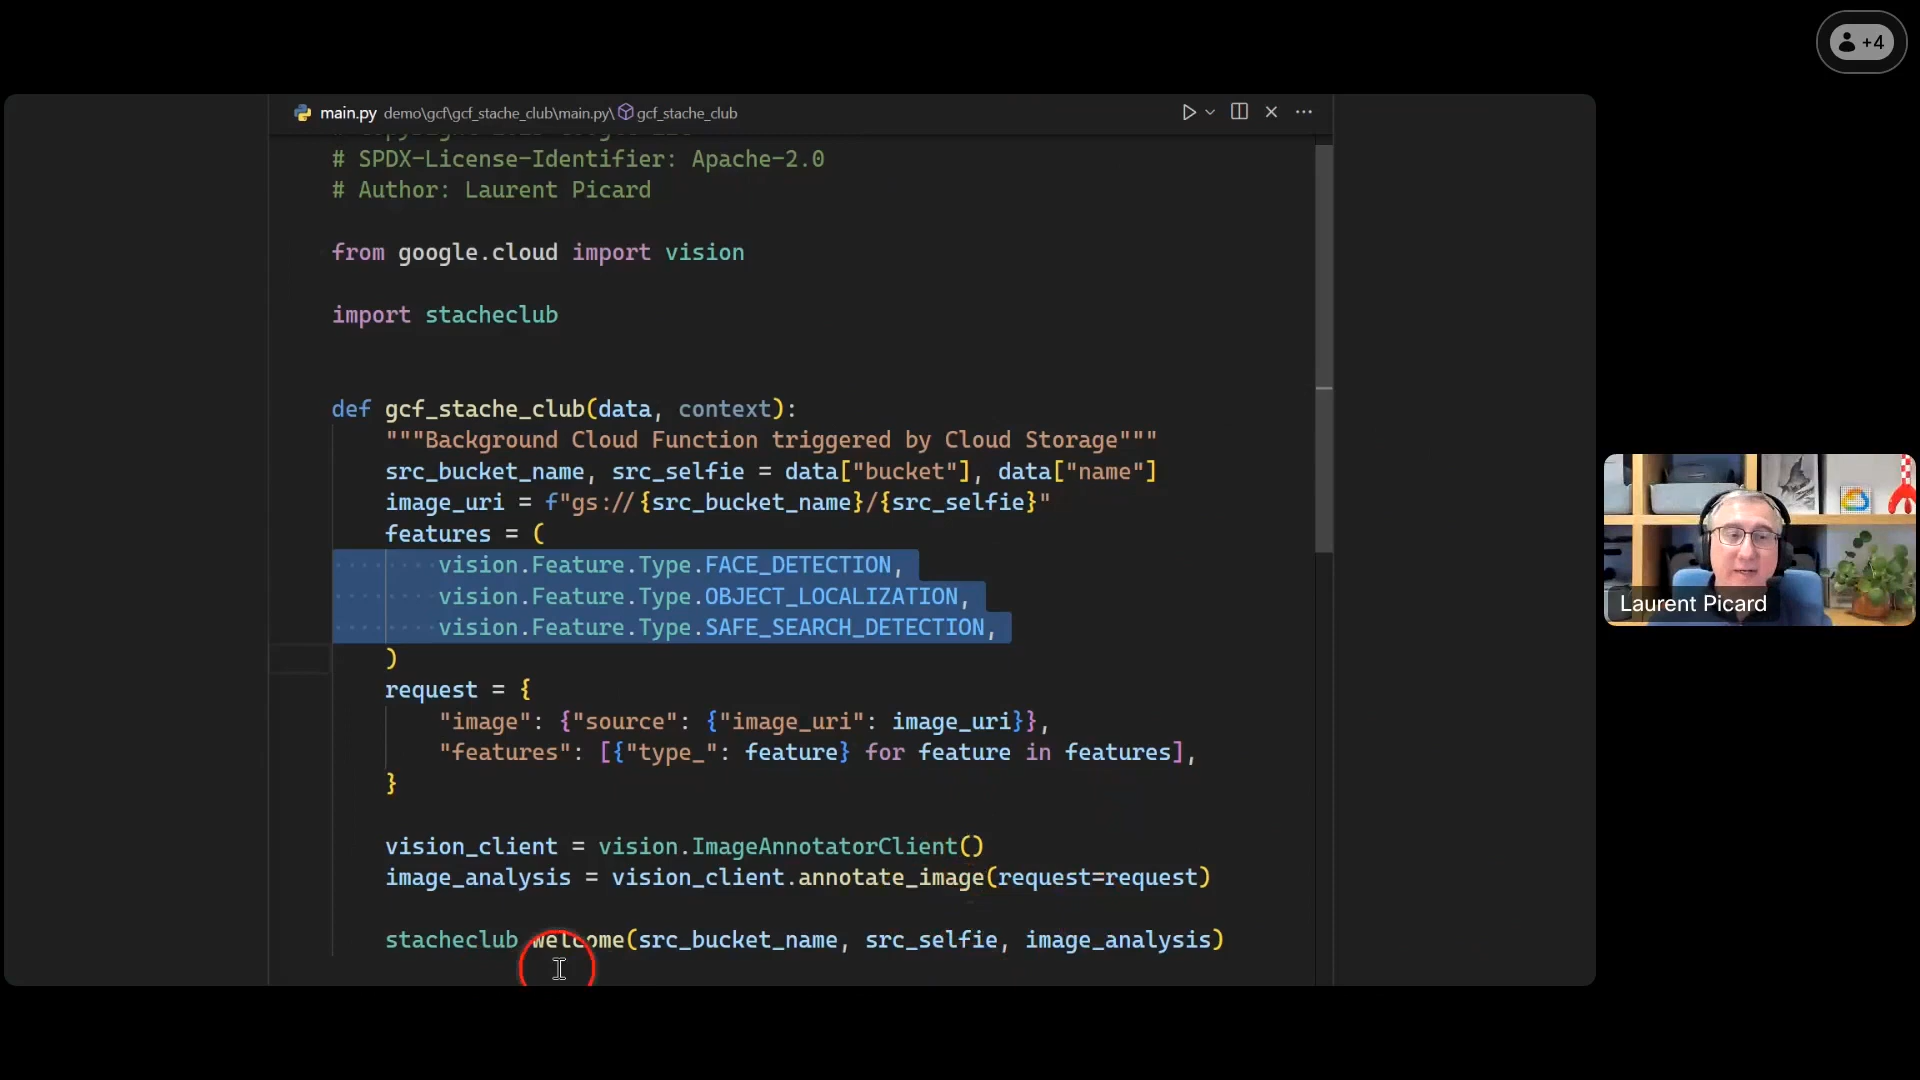 +4
main.py demo\gcf\gcf_stache_club\main.py\ gcf_stache_club
# SPDX-License-Identifier: Apache-2.0
# Author: Laurent Picard
from google.cloud import vision
import stacheclub
def gcf_stache_club(data, context):
"""Background Cloud Function triggered by Cloud Storage"""
src_bucket_name, src_selfie = data["bucket"], data["name"]
image_uri = f"gs://{src_bucket_name}/{src_selfie}"
features = (
vision.Feature.Type.FACE_DETECTION,
vision.Feature.Type.OBJECT_LOCALIZATION,
vision.Feature.Type.SAFE_SEARCH_DETECTION,
)
request = {
"image": {"source": {"image_uri": image_uri}},
"features": [{"type_": feature} for feature in features],
}
vision_client = vision.ImageAnnotatorClient()
image_analysis = vision_client.annotate_image(request=request)
stacheclub.welcome(src_bucket_name, src_selfie, image_analysis)
Laurent Picard